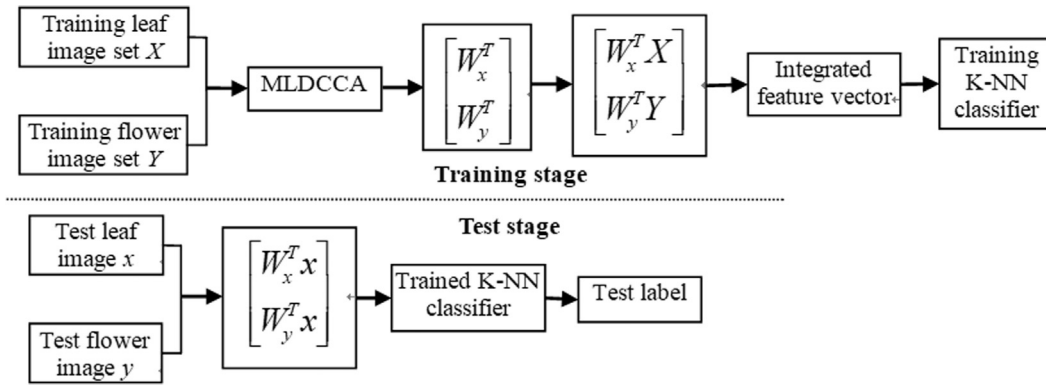 Training leaf
image set X
Training flower
image set Y
MLDCCA
W_x^T
W_y^T
W_x^T X
W_y^T Y
Integrated
feature vector
Training
K-NN
classifier
Training stage
Test stage
Test leaf
image x
Test flower
image y
W_x^T x
W_y^T x
Trained K-NN
classifier
Test label